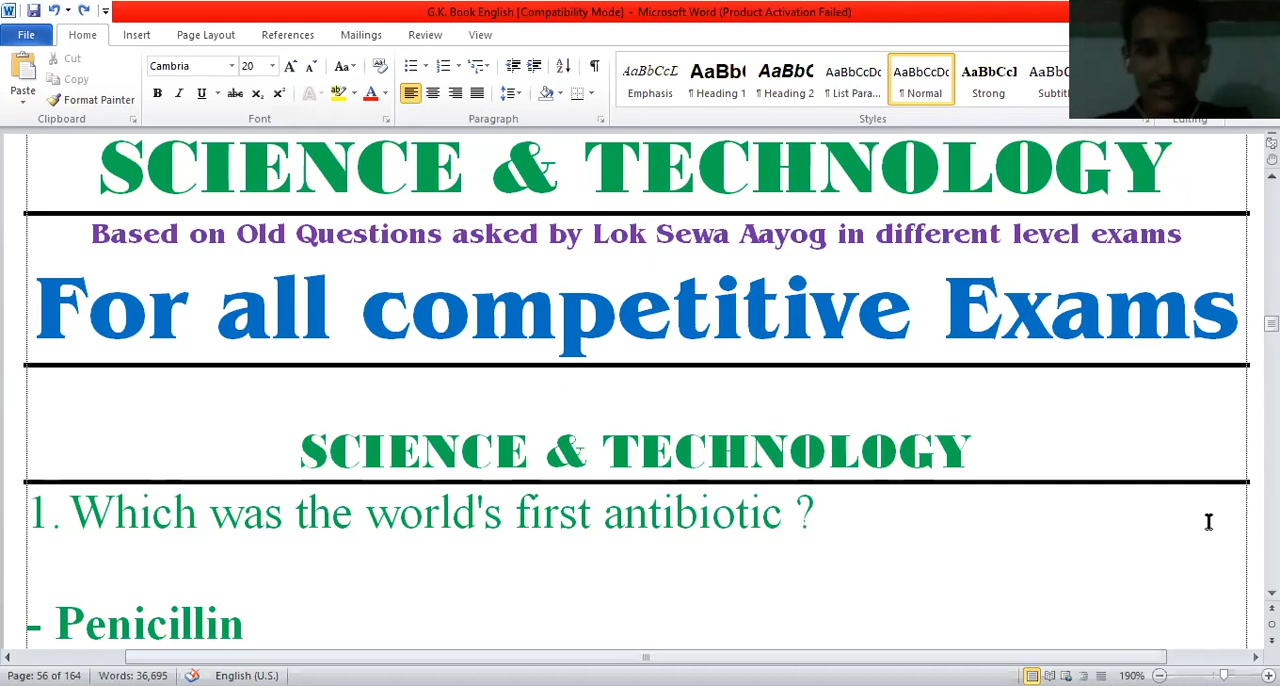 G.K. Book English [Compatibility Mode] - Microsoft Word (Product Activation Failed)
File Home Insert Page Layout References Mailings Review View
Paste
Cut
Copy
Format Painter
Clipboard
Cambria 20
Font
Paragraph
AaBbCcL Emphasis
AaBb( Heading 1
AaBbC Heading 2
AaBbCcDc ¶ List Para...
AaBbCcDc ¶ Normal
AaBbCcl Strong
AaBb Subtitl
Styles
Editing
SCIENCE & TECHNOLOGY
Based on Old Questions asked by Lok Sewa Aayog in different level exams
For all competitive Exams
SCIENCE & TECHNOLOGY
1. Which was the world's first antibiotic ?
- Penicillin
Page: 56 of 164 Words: 36,695 English (U.S.) 190%